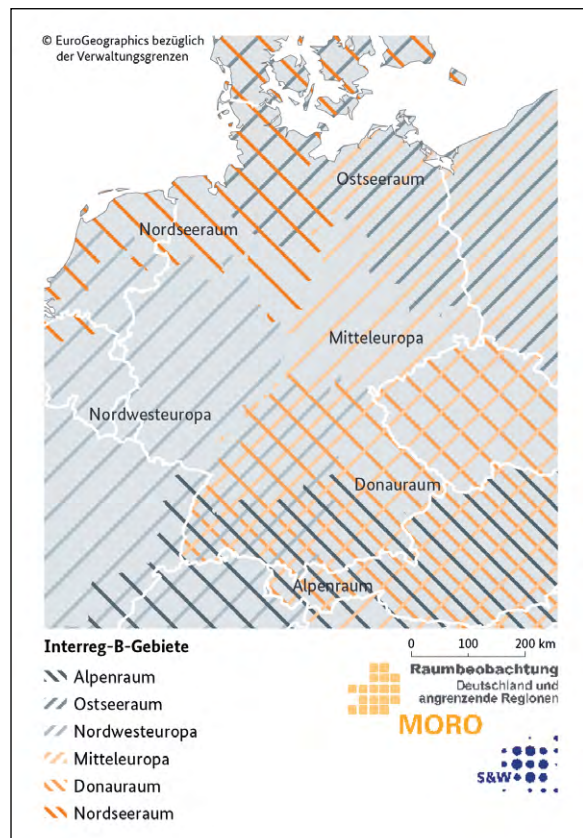 © EuroGeographics bezüglich
der Verwaltungsgrenzen
Ostseeraum
Nordseeraum
Mitteleuropa
Nordwesteuropa
Donauraum
Alpenraum
Interreg-B-Gebiete
Alpenraum
Ostseeraum
Nordwesteuropa
Mitteleuropa
Donauraum
Nordseeraum
0 100 200 km
Raumbeobachtung
Deutschland und
angrenzende Regionen
MORO
S&W